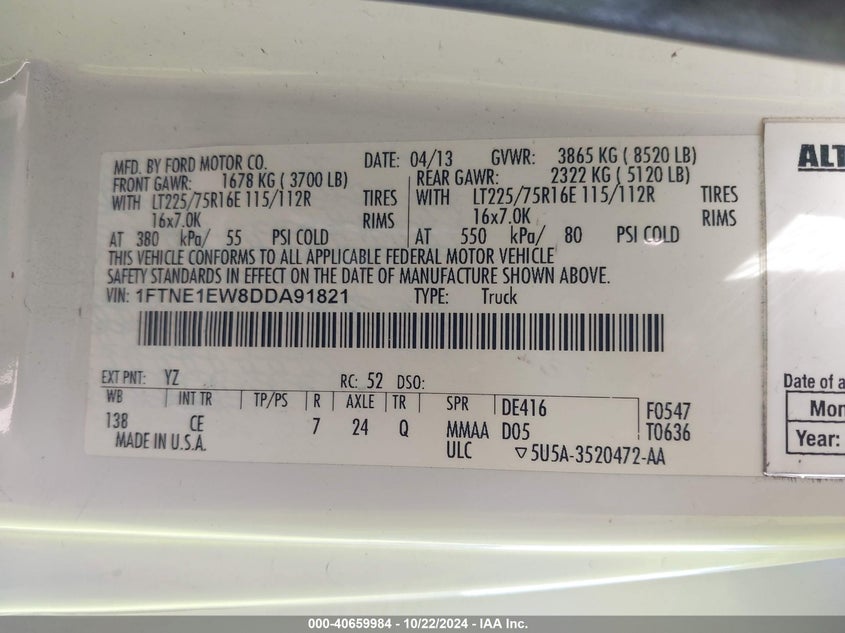 MFD. BY FORD MOTOR CO. DATE: 04/13 GVWR: 3865 KG ( 8520 LB)
FRONT GAWR: 1678 KG ( 3700 LB) REAR GAWR: 2322 KG ( 5120 LB)
WITH LT225/75R16E 115/112R TIRES WITH LT225/75R16E 115/112R TIRES
16x7.0K RIMS 16x7.0K RIMS
AT 380 kPa/ 55 PSI COLD AT 550 kPa/ 80 PSI COLD
THIS VEHICLE CONFORMS TO ALL APPLICABLE FEDERAL MOTOR VEHICLE
SAFETY STANDARDS IN EFFECT ON THE DATE OF MANUFACTURE SHOWN ABOVE.
VIN: 1FTNE1EW8DDA91821 TYPE: Truck
EXT PNT: YZ RC: 52 DSO:
WB INT TR TP/PS R AXLE TR SPR DE416 F0547
138 CE 7 24 Q MMAA D05 T0636
MADE IN U.S.A. ULC ▽5U5A-3520472-AA
ALT
Date of a
Mon
Year:
000-40659984 - 10/22/2024 - IAA Inc.